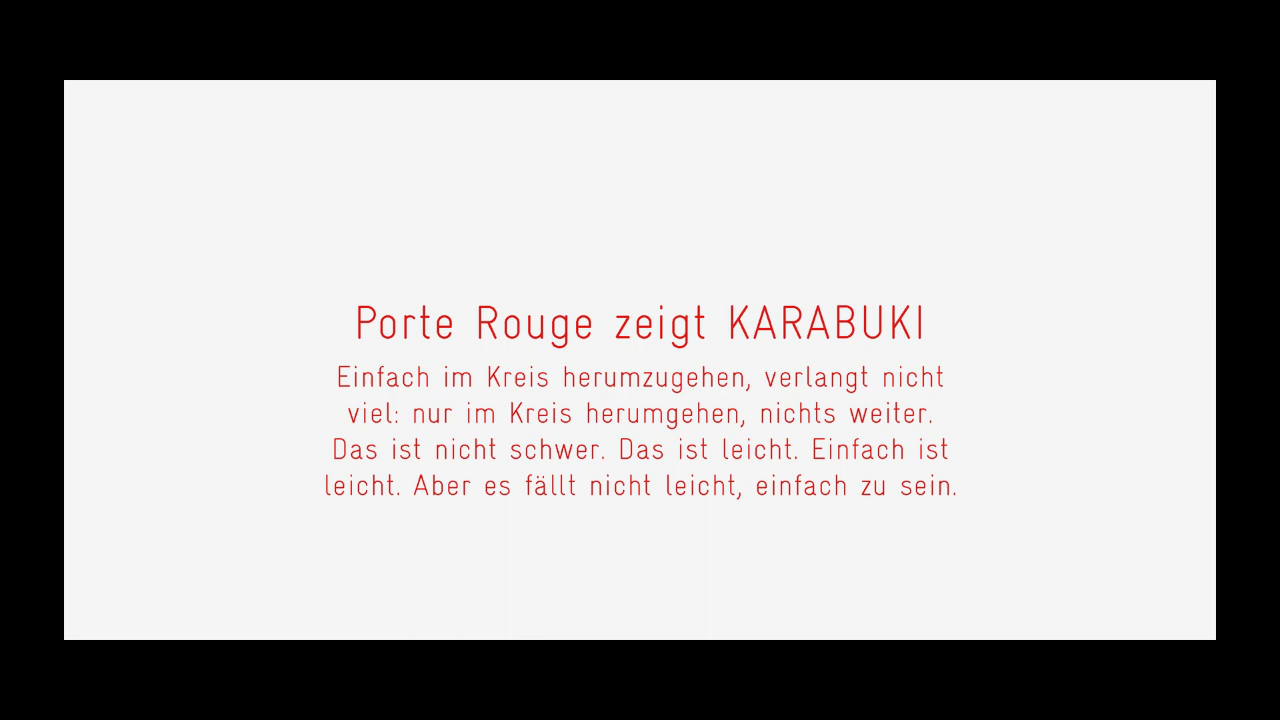 Porte Rouge zeigt KARABUKI
Einfach im Kreis herumzugehen, verlangt nicht
viel: nur im Kreis herumgehen, nichts weiter.
Das ist nicht schwer. Das ist leicht. Einfach ist
leicht. Aber es fällt nicht leicht, einfach zu sein.